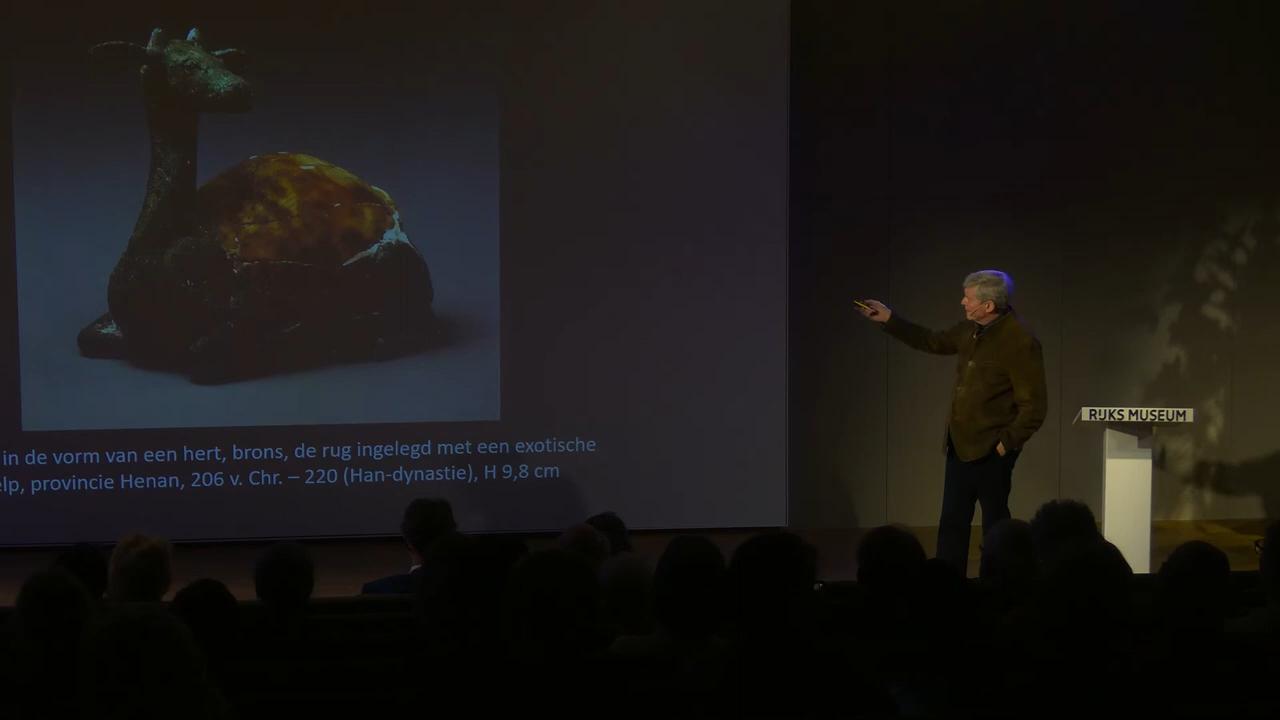 in de vorm van een hert, brons, de rug ingelegd met een exotische
elp, provincie Henan, 206 v. Chr. – 220 (Han-dynastie), H 9,8 cm
RIJKS MUSEUM